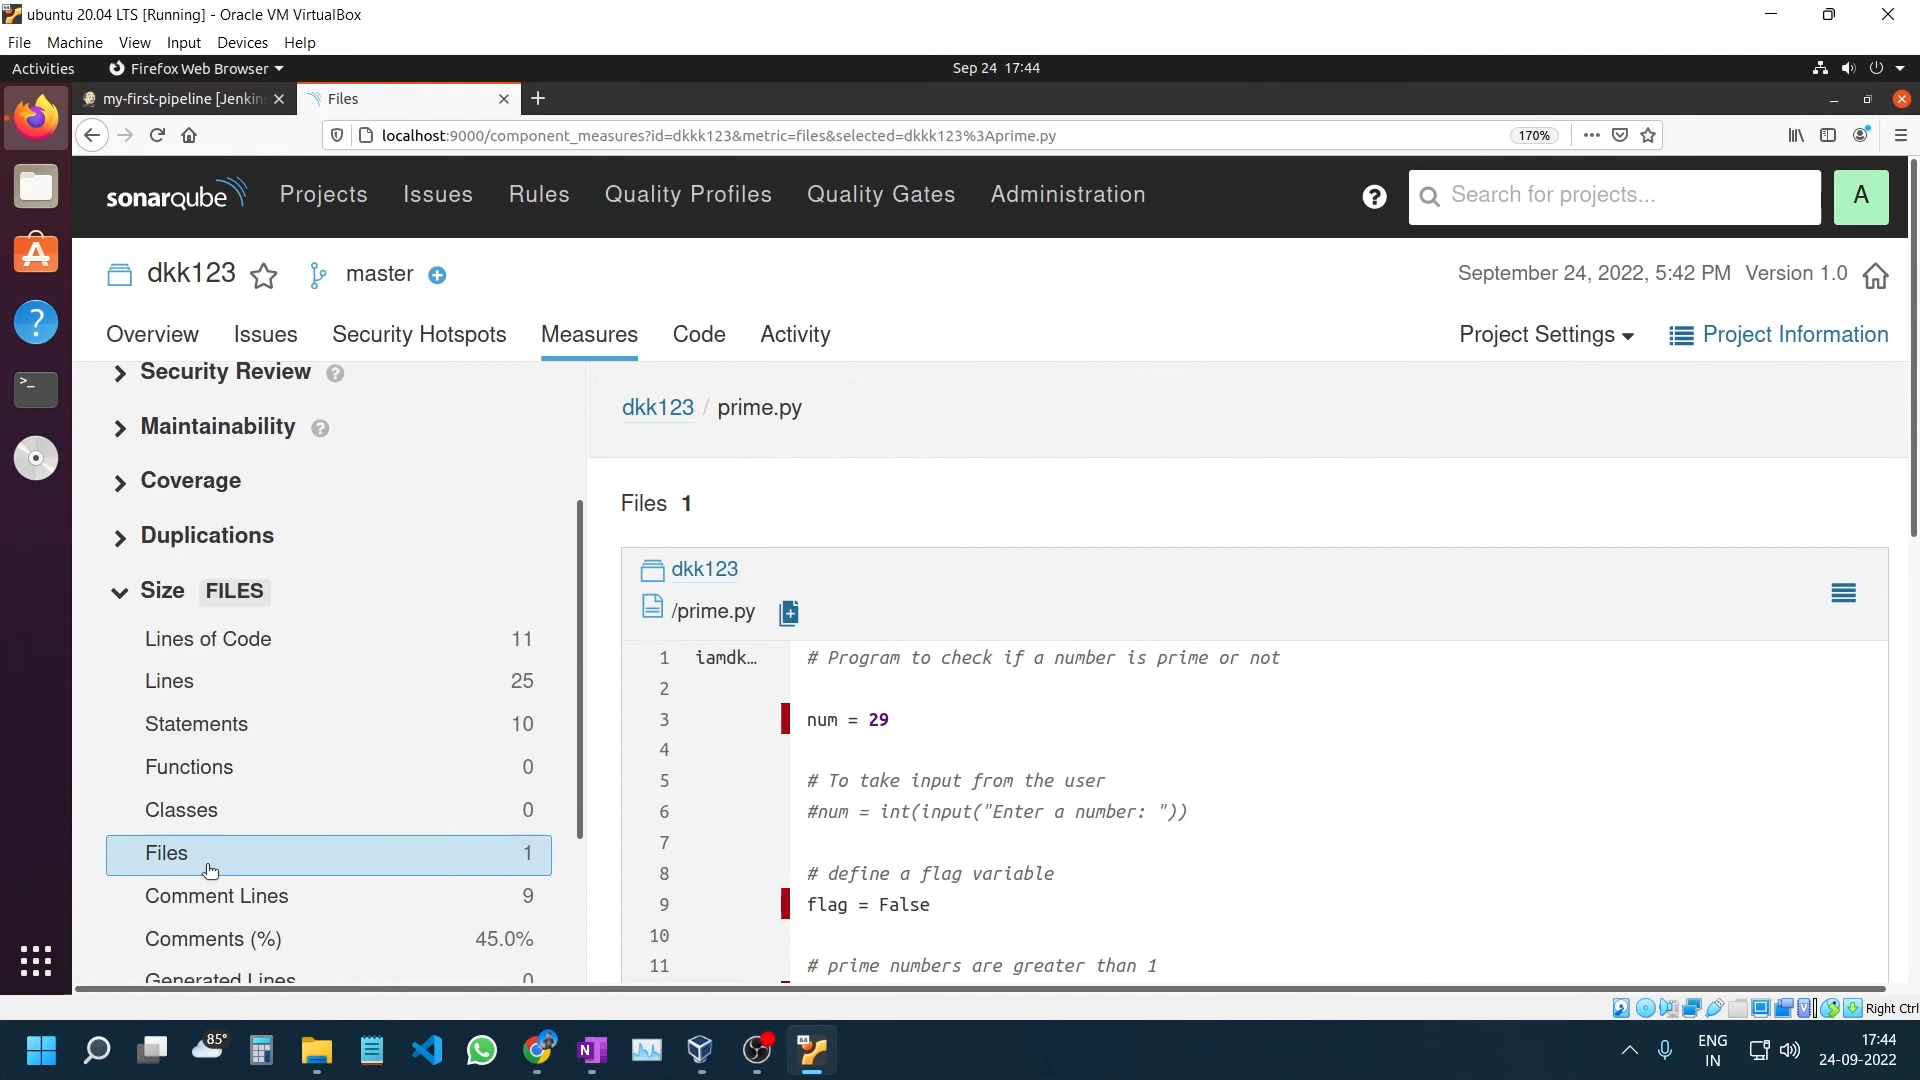 ubuntu 20.04 LTS [Running] - Oracle VM VirtualBox
File Machine View Input Devices Help
Activities Firefox Web Browser Sep 24 17:44
my-first-pipeline [Jenkins Files
localhost:9000/component_measures?id=dkkk123&metric=files&selected=dkkk123%3Aprime.py 170%
sonarqube Projects Issues Rules Quality Profiles Quality Gates Administration Search for projects... A
dkk123 master September 24, 2022, 5:42 PM Version 1.0
Overview Issues Security Hotspots Measures Code Activity Project Settings Project Information
Security Review
Maintainability
Coverage
Duplications
Size FILES
Lines of Code 11
Lines 25
Statements 10
Functions 0
Classes 0
Files 1
Comment Lines 9
Comments (%) 45.0%
Generated Lines 0
dkk123 / prime.py
Files 1
dkk123
/prime.py
1 iamdk... # Program to check if a number is prime or not
2
3 num = 29
4
5 # To take input from the user
6 #num = int(input("Enter a number: "))
7
8 # define a flag variable
9 flag = False
10
11 # prime numbers are greater than 1
Right Ctrl
85°
ENG
IN
17:44
24-09-2022